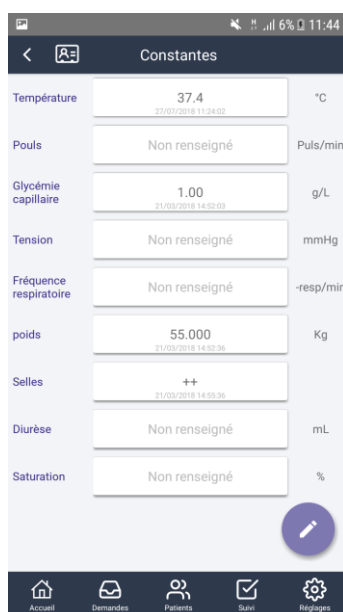 6% 11:44
Constantes
Température 37.4 °C
27/07/2018 11:24:02
Pouls Non renseigné Puls/min
Glycémie
capillaire 1.00 g/L
21/03/2018 14:52:03
Tension Non renseigné mmHg
Fréquence
respiratoire Non renseigné -resp/min
poids 55.000 Kg
21/03/2018 14:52:36
Selles ++
21/03/2018 14:55:36
Diurèse Non renseigné mL
Saturation Non renseigné %
Accueil Demandes Patients Suivi Réglages